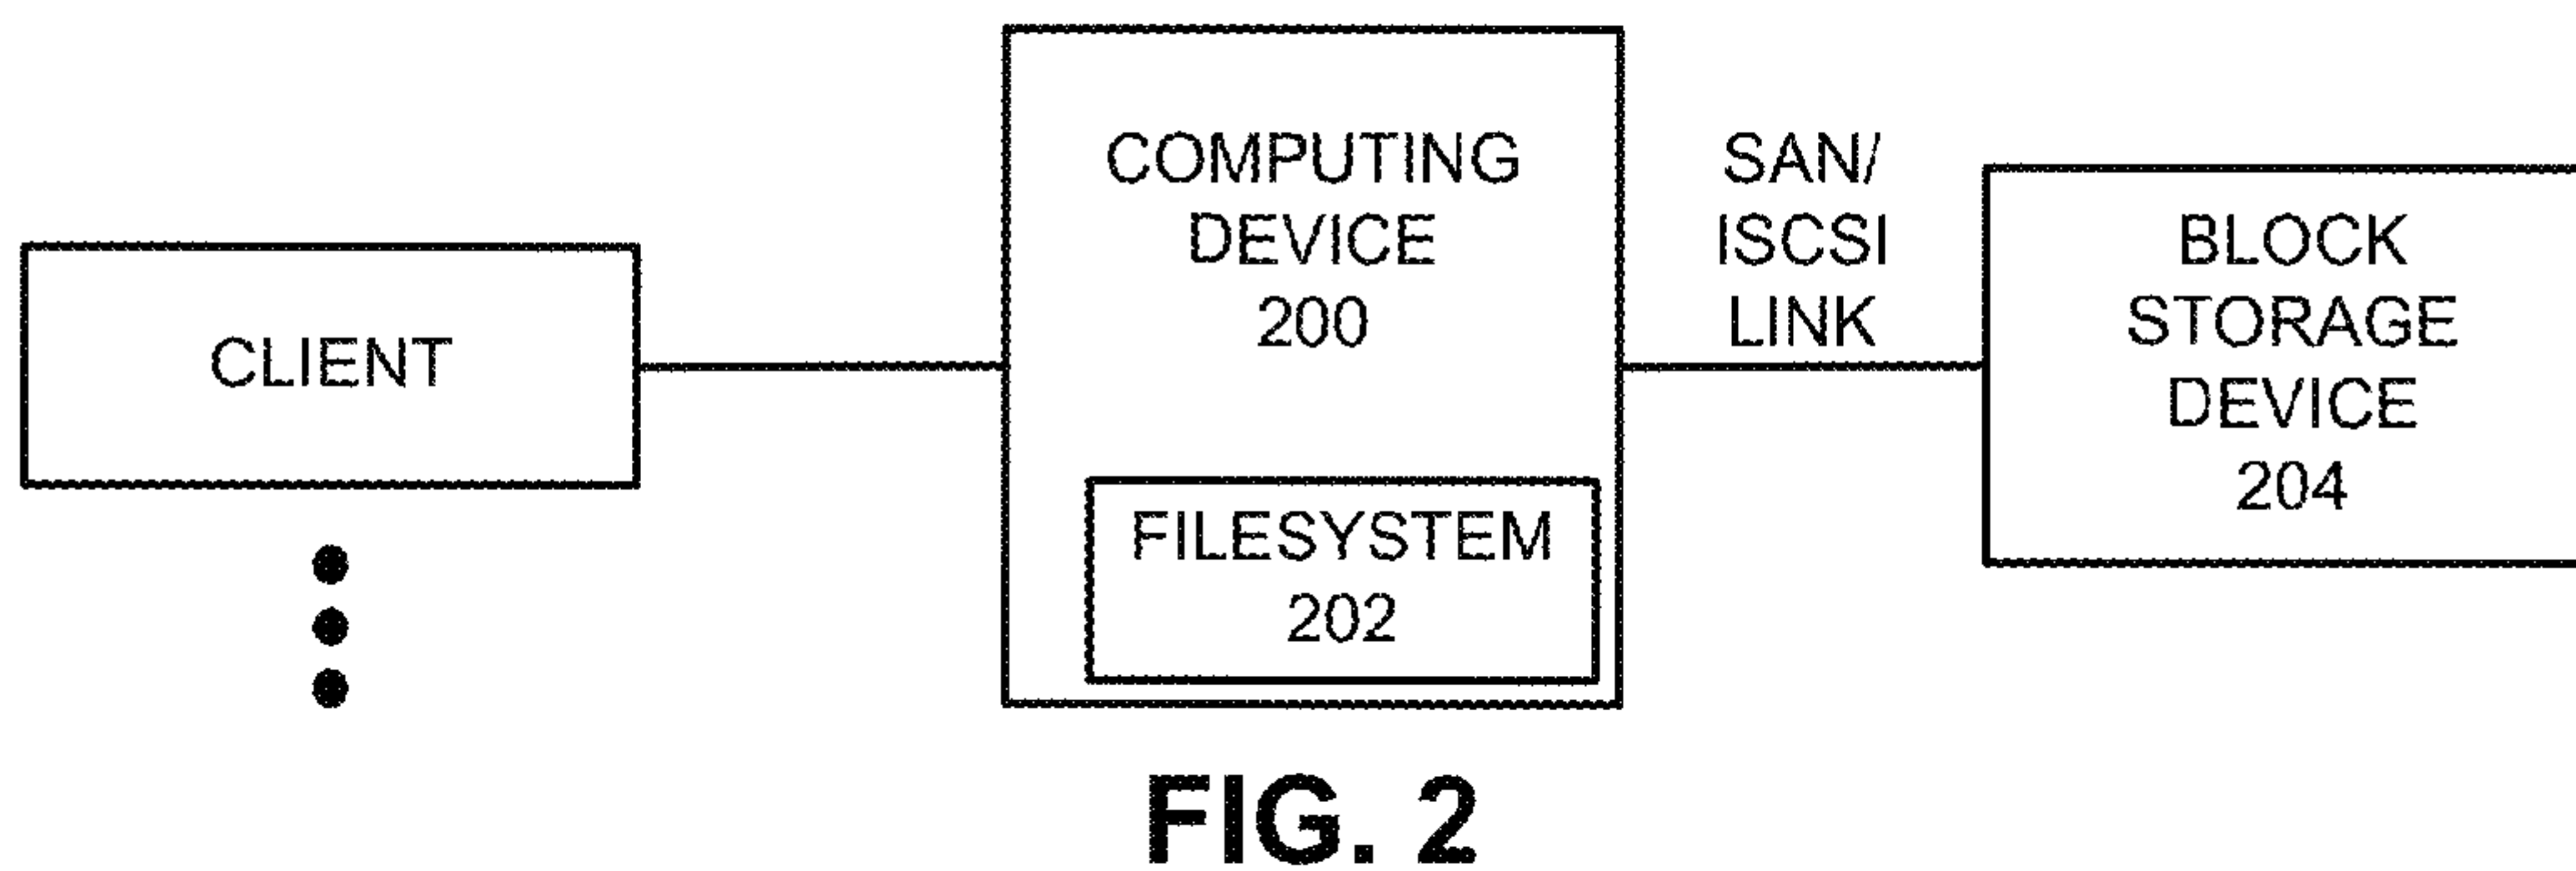 CLIENT
COMPUTING
DEVICE
200
FILESYSTEM
202
SAN/
ISCSI
LINK
BLOCK
STORAGE
DEVICE
204
FIG. 2